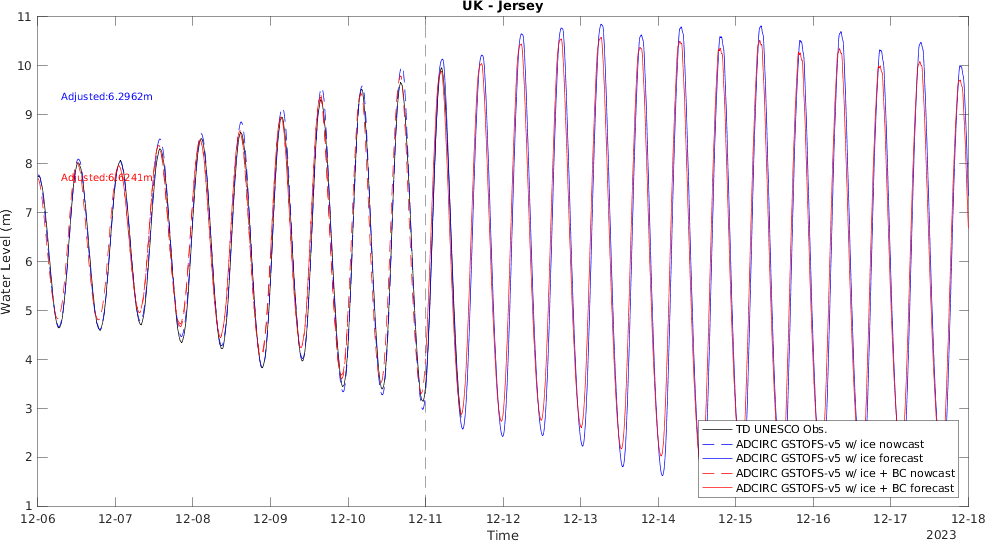 UK - Jersey
11
10
9
8
7
6
5
4
3
2
1
Water Level (m)
Adjusted:6.2962m
Adjusted:6.6241m
TD UNESCO Obs.
ADCIRC GSTOFS-v5 w/ ice nowcast
ADCIRC GSTOFS-v5 w/ ice forecast
ADCIRC GSTOFS-v5 w/ ice + BC nowcast
ADCIRC GSTOFS-v5 w/ ice + BC forecast
12-06 12-07 12-08 12-09 12-10 12-11 12-12 12-13 12-14 12-15 12-16 12-17 12-18
Time
2023